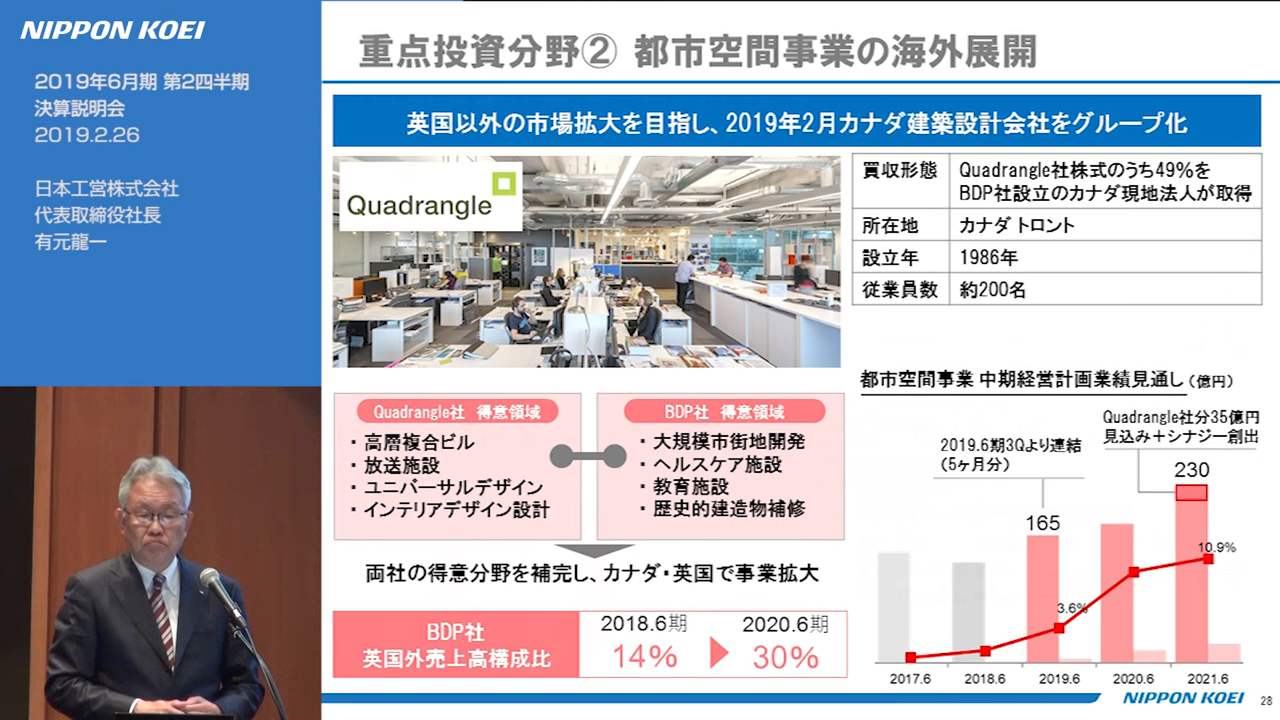 NIPPON KOEI
2019年6月期 第2四半期
決算説明会
2019.2.26
日本工営株式会社
代表取締役社長
有元龍一
重点投資分野② 都市空間事業の海外展開
英国以外の市場拡大を目指し、2019年2月カナダ建築設計会社をグループ化
Quadrangle
買収形態 Quadrangle社株式のうち49%を
BDP社設立のカナダ現地法人が取得
所在地 カナダ トロント
設立年 1986年
従業員数 約200名
Quadrangle社 得意領域
・高層複合ビル
・放送施設
・ユニバーサルデザイン
・インテリアデザイン設計
BDP社 得意領域
・大規模市街地開発
・ヘルスケア施設
・教育施設
・歴史的建造物補修
両社の得意分野を補完し、カナダ・英国で事業拡大
BDP社
英国外売上高構成比
2018.6期
14%
2020.6期
30%
都市空間事業 中期経営計画業績見通し（億円）
Quadrangle社分35億円
見込み＋シナジー創出
2019.6期3Qより連結
（5ヶ月分）
230
165
10.9%
3.6%
2017.6 2018.6 2019.6 2020.6 2021.6
NIPPON KOEI
28